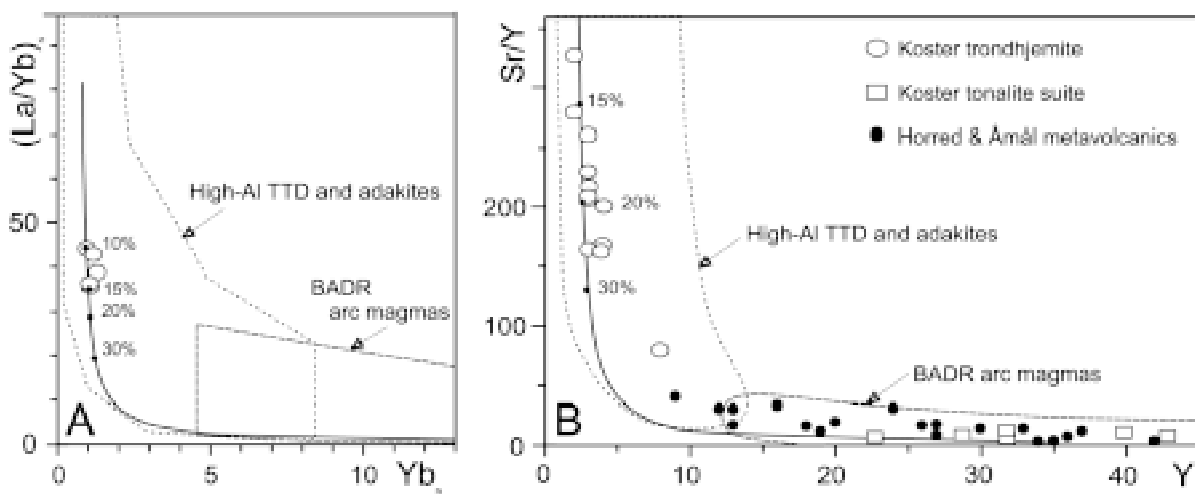 (La/Yb)ₙ
50
0
0
5
10
Ybₙ
10%
15%
20%
30%
High-Al TTD and adakites
BADR
arc magmas
A
Sr/Y
200
100
0
0
10
20
30
40
Y
15%
20%
30%
Koster trondhjemite
Koster tonalite suite
Horred & Åmål metavolcanics
High-Al TTD and adakites
BADR arc magmas
B